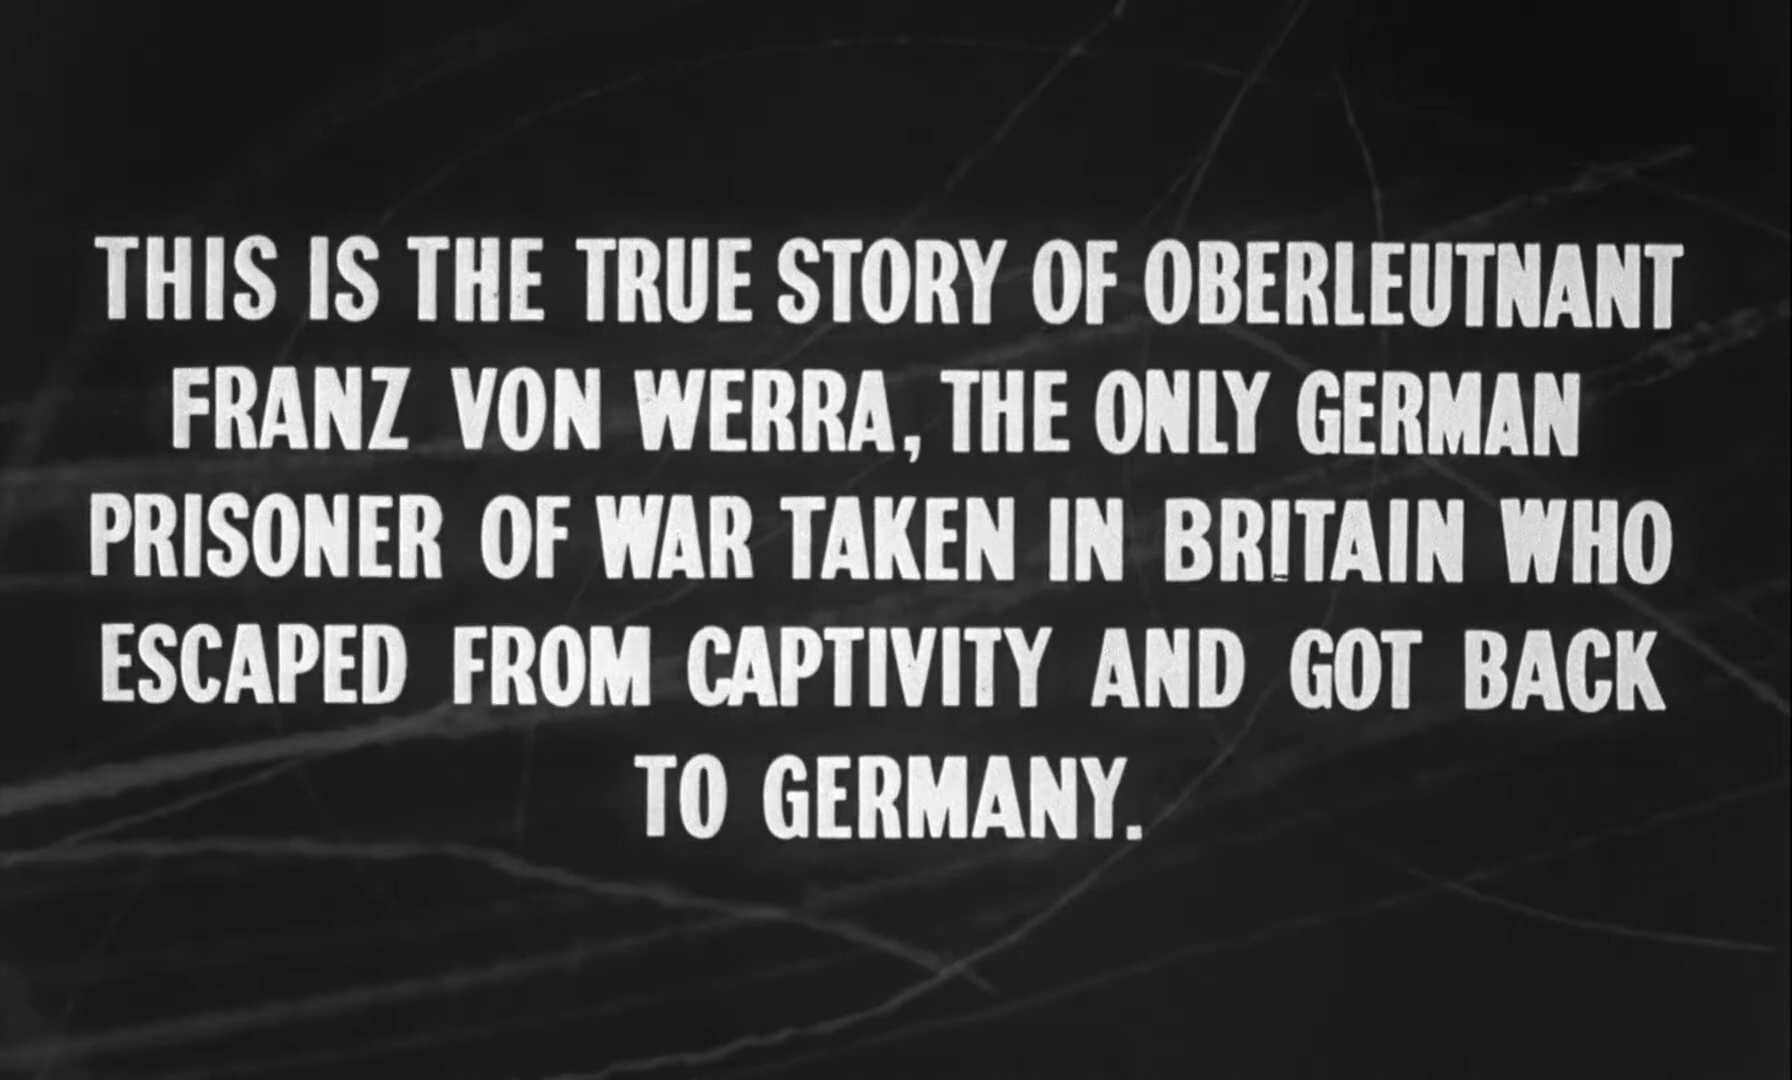 THIS IS THE TRUE STORY OF OBERLEUTNANT
FRANZ VON WERRA, THE ONLY GERMAN
PRISONER OF WAR TAKEN IN BRITAIN WHO
ESCAPED FROM CAPTIVITY AND GOT BACK
TO GERMANY.